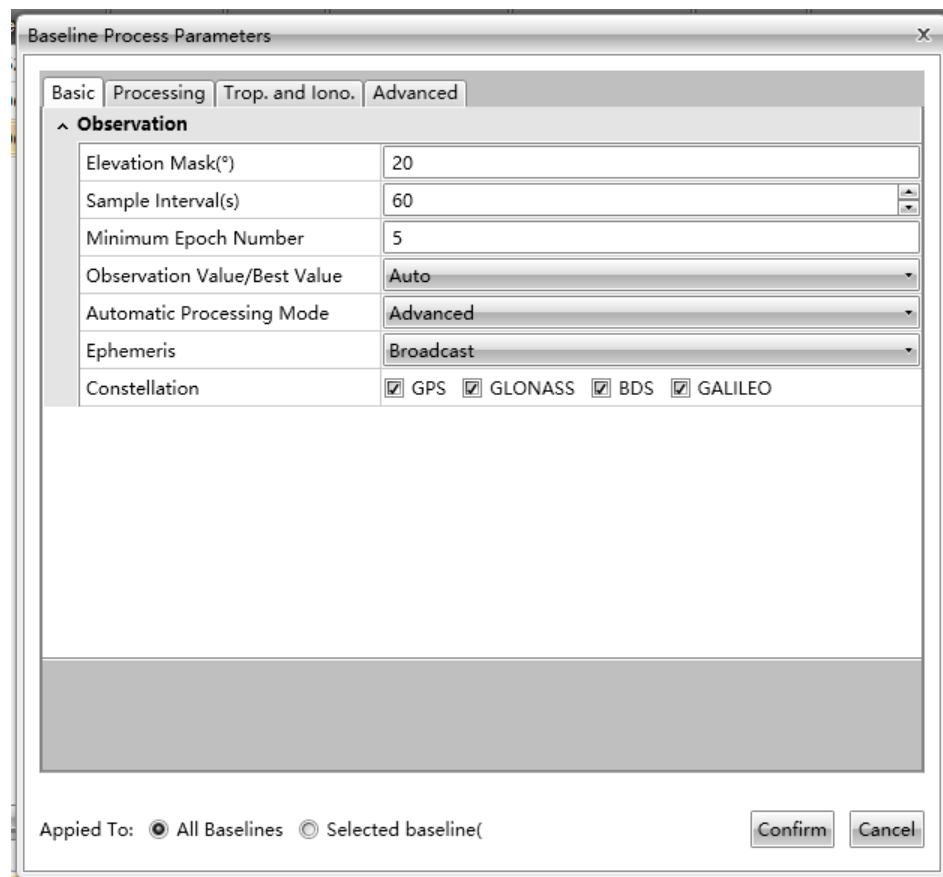 Baseline Process Parameters x
Basic Processing Trop. and Iono. Advanced
Observation
Elevation Mask(°) 20
Sample Interval(s) 60
Minimum Epoch Number 5
Observation Value/Best Value Auto
Automatic Processing Mode Advanced
Ephemeris Broadcast
Constellation GPS GLONASS BDS GALILEO
Appied To: All Baselines Selected baseline( Confirm Cancel